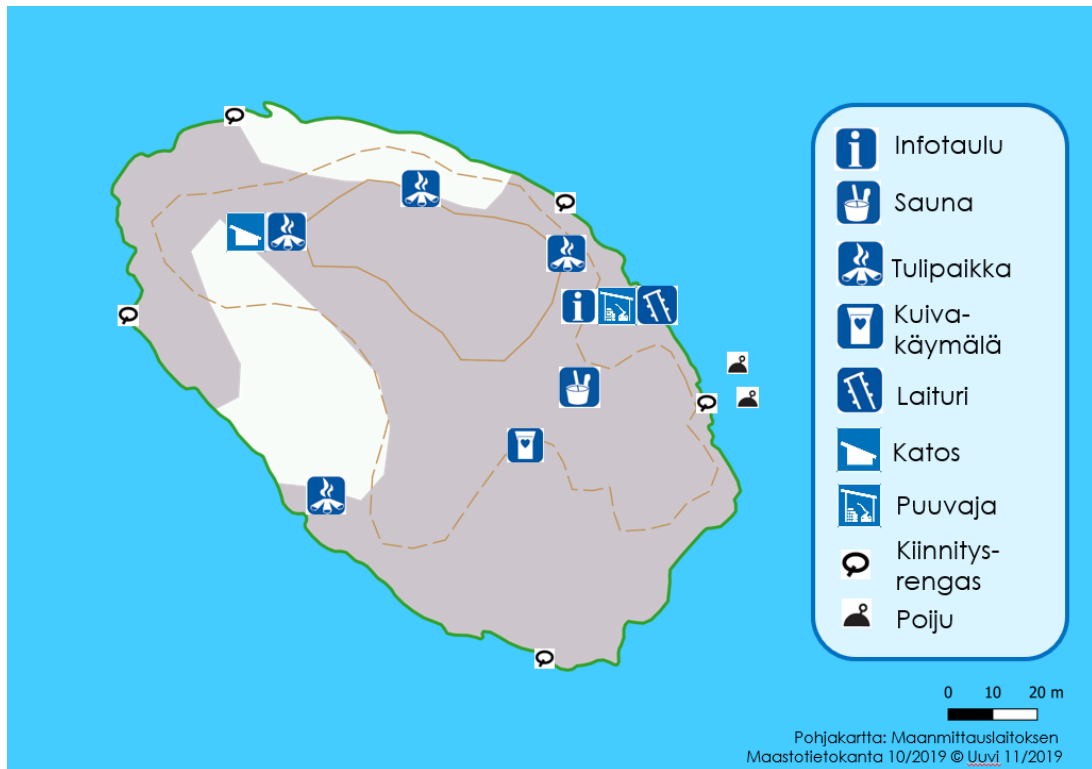 Infotaulu
Sauna
Tulipaikka
Kuiva-
käymälä
Laituri
Katos
Puuvaja
Kiinnitys-
rengas
Poiju
0 10 20 m
Pohjakartta: Maanmittauslaitoksen
Maastotietokanta 10/2019 © Uuvi 11/2019